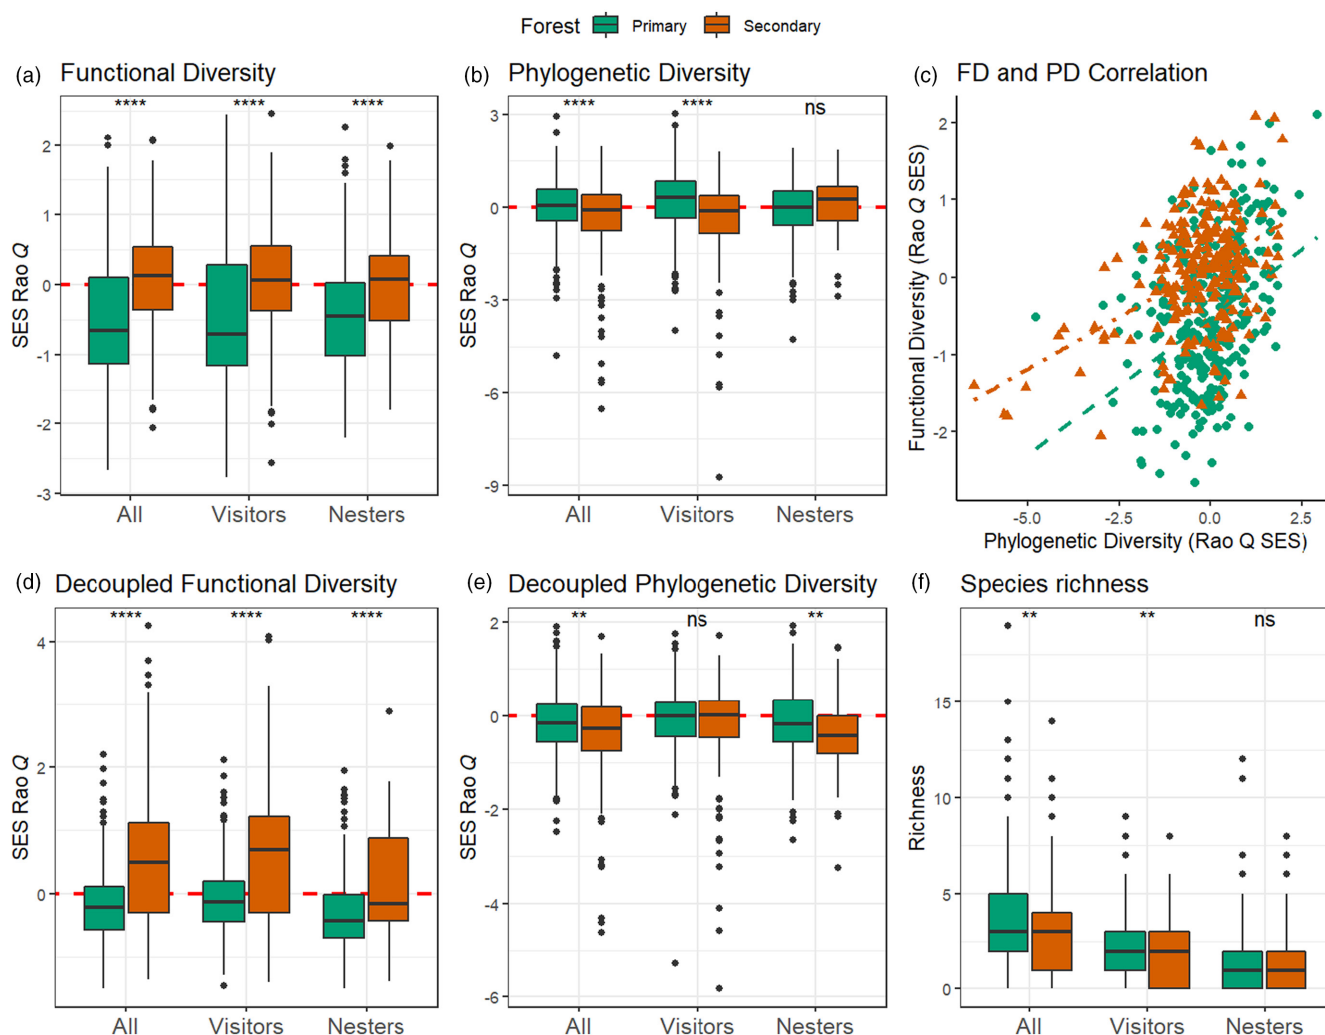 Forest Primary Secondary
(a) Functional Diversity
**** **** ****
2
1
0
-1
-2
-3
SES Rao Q
All Visitors Nesters
(b) Phylogenetic Diversity
**** **** ns
3
0
-3
-6
-9
SES Rao Q
All Visitors Nesters
(c) FD and PD Correlation
2
1
0
-1
-2
Functional Diversity (Rao Q SES)
-5.0 -2.5 0.0 2.5
Phylogenetic Diversity (Rao Q SES)
(d) Decoupled Functional Diversity
**** **** ****
4
2
0
SES Rao Q
All Visitors Nesters
(e) Decoupled Phylogenetic Diversity
** ns **
2
0
-2
-4
-6
SES Rao Q
All Visitors Nesters
(f) Species richness
** ** ns
15
10
5
0
Richness
All Visitors Nesters